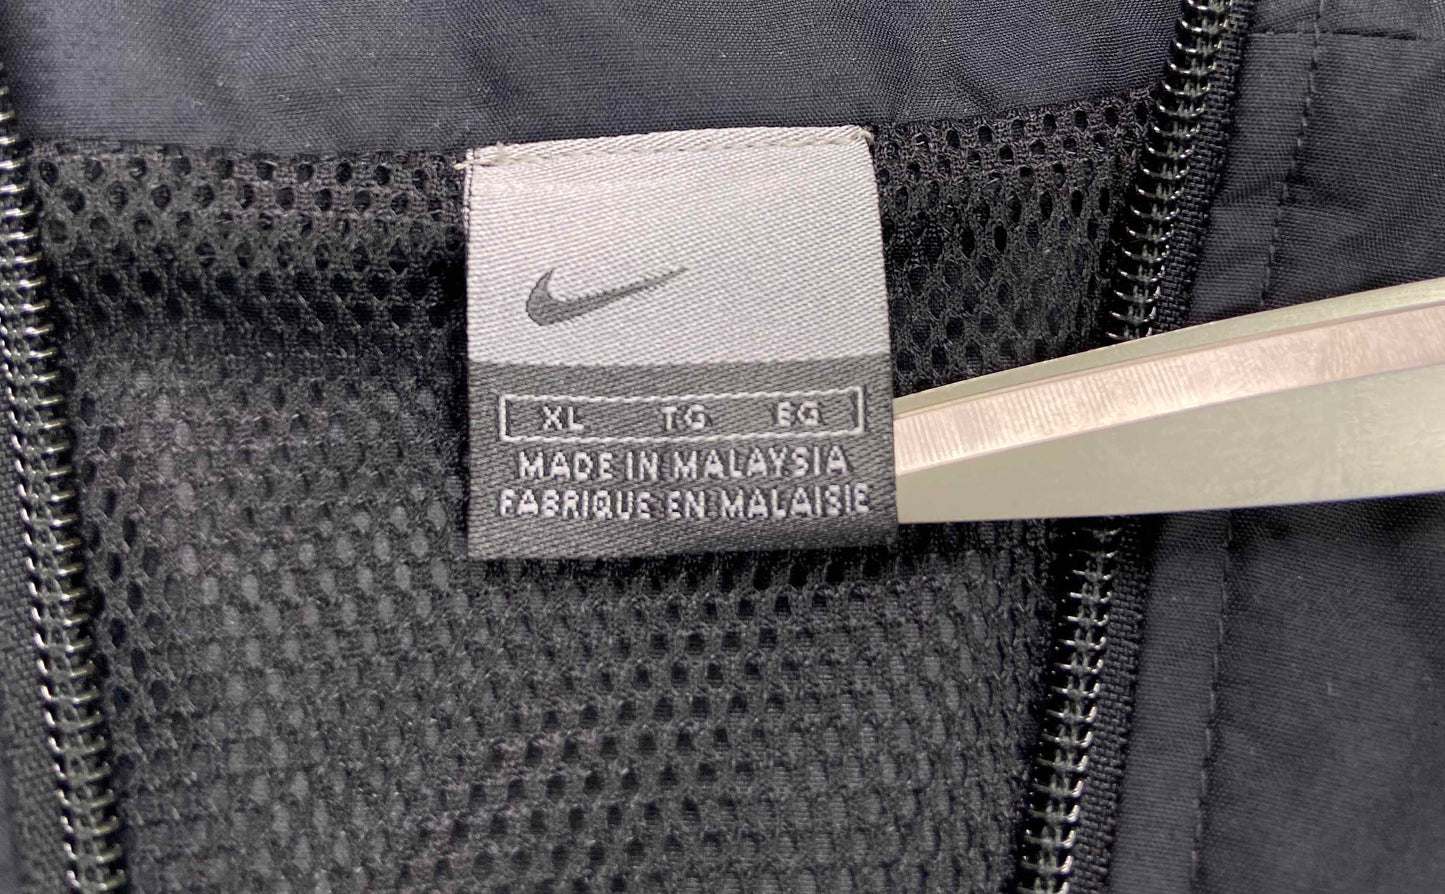 XL TG EG
MADE IN MALAYSIA
FABRIQUE EN MALAISIE